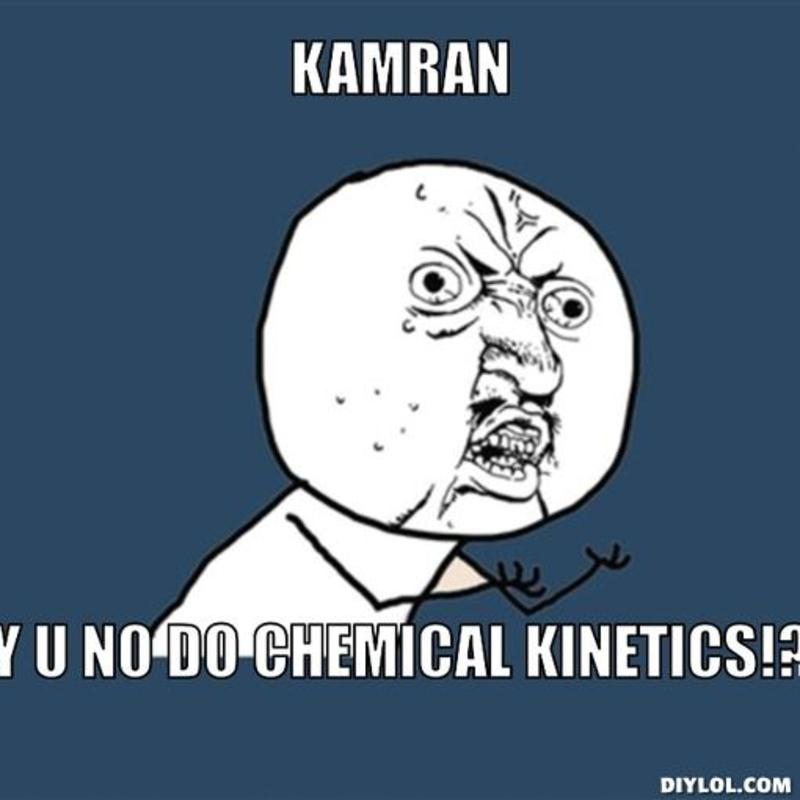 KAMRAN
Y U NO DO CHEMICAL KINETICS!?
DIYLOL.COM